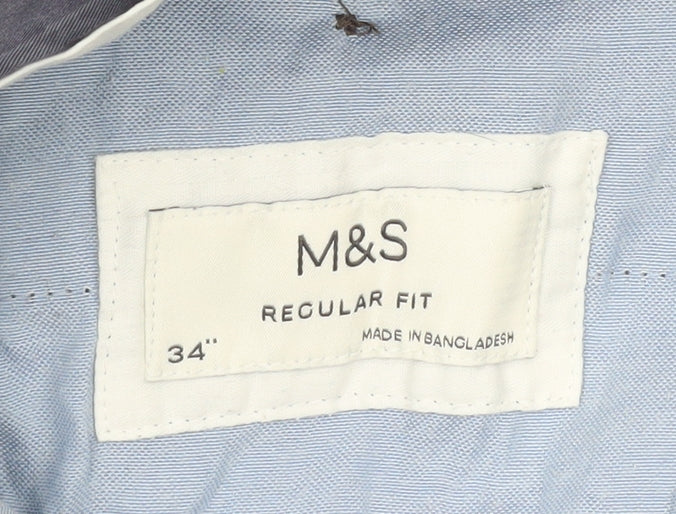 M&S
REGULAR FIT
MADE IN BANGLADESH
34"